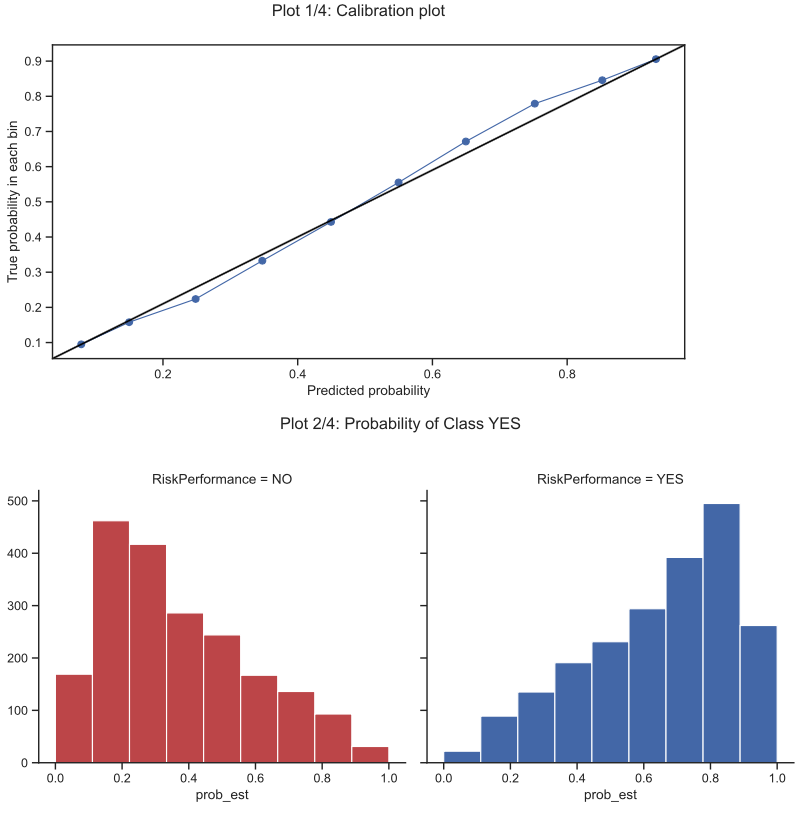 Plot 1/4: Calibration plot
True probability in each bin
0.9
0.8
0.7
0.6
0.5
0.4
0.3
0.2
0.1
0.2 0.4 0.6 0.8
Predicted probability
Plot 2/4: Probability of Class YES
RiskPerformance = NO RiskPerformance = YES
500
400
300
200
100
0
0.0 0.2 0.4 0.6 0.8 1.0 0.0 0.2 0.4 0.6 0.8 1.0
prob_est prob_est